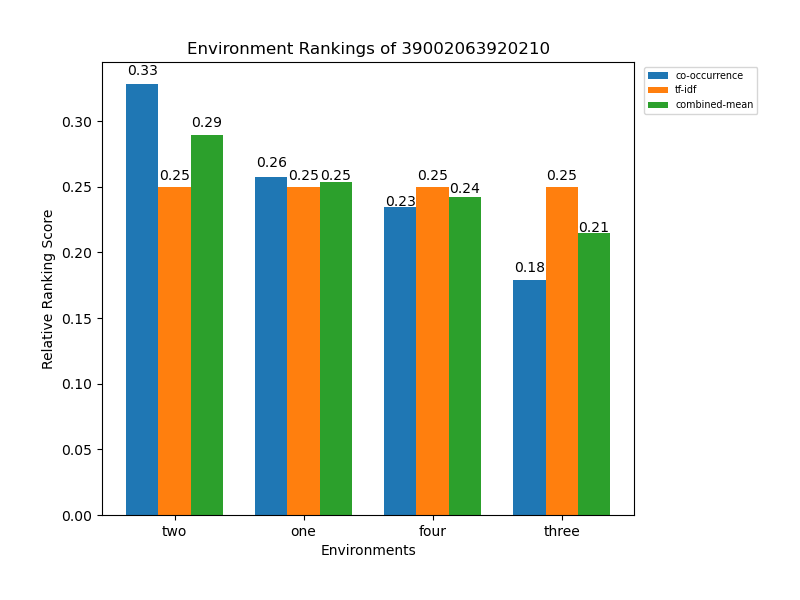 Environment Rankings of 39002063920210
co-occurrence
tf-idf
combined-mean
0.33
0.25
0.29
0.26
0.25
0.25
0.23
0.25
0.24
0.18
0.25
0.21
Relative Ranking Score
0.30
0.25
0.20
0.15
0.10
0.05
0.00
two
one
four
three
Environments